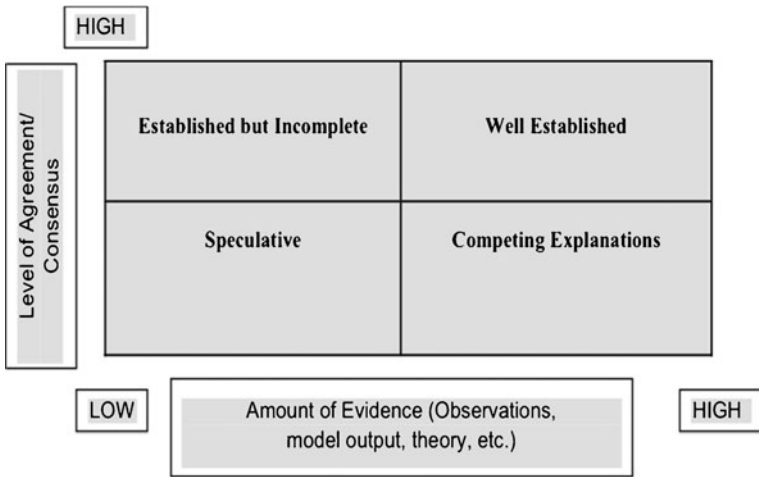 HIGH
Level of Agreement/
Consensus
Established but Incomplete
Well Established
Speculative
Competing Explanations
LOW
Amount of Evidence (Observations,
model output, theory, etc.)
HIGH